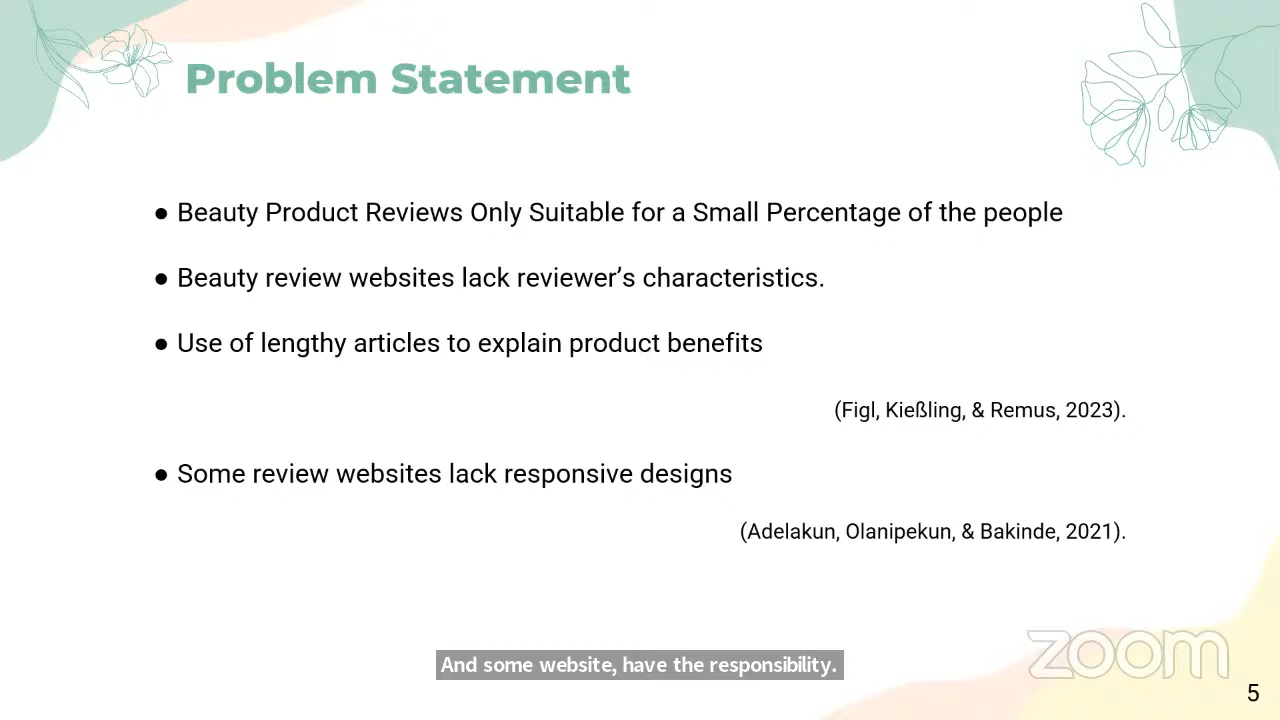 Problem Statement
● Beauty Product Reviews Only Suitable for a Small Percentage of the people
● Beauty review websites lack reviewer’s characteristics.
● Use of lengthy articles to explain product benefits
(Figl, Kießling, & Remus, 2023).
● Some review websites lack responsive designs
(Adelakun, Olanipekun, & Bakinde, 2021).
zoom
And some website, have the responsibility.
5